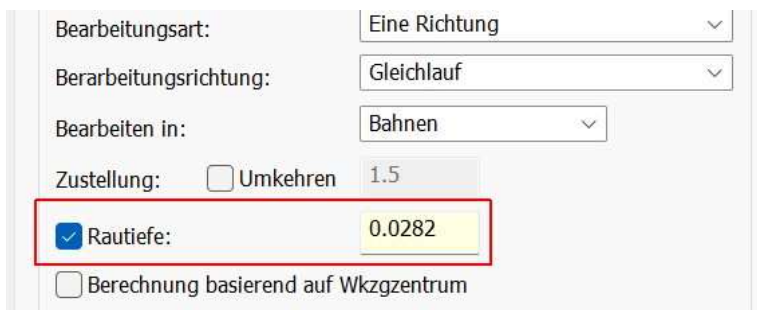 Bearbeitungsart: Eine Richtung
Berarbeitungsrichtung: Gleichlauf
Bearbeiten in: Bahnen
Zustellung: Umkehren 1.5
Rautiefe: 0.0282
Berechnung basierend auf Wkzgzentrum